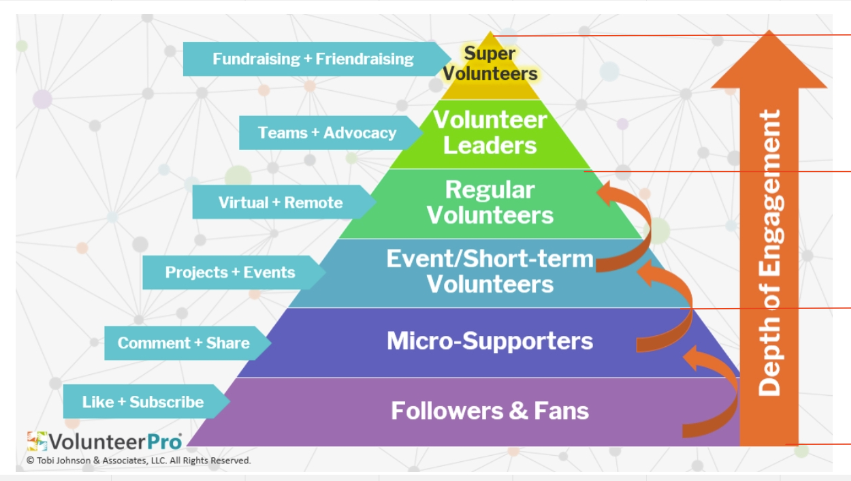 Fundraising + Friendraising
Super
Volunteers
Teams + Advocacy
Volunteer
Leaders
Virtual + Remote
Regular
Volunteers
Projects + Events
Event/Short-term
Volunteers
Comment + Share
Micro-Supporters
Like + Subscribe
Followers & Fans
Depth of Engagement
VolunteerPro
© Tobi Johnson & Associates, LLC. All Rights Reserved.